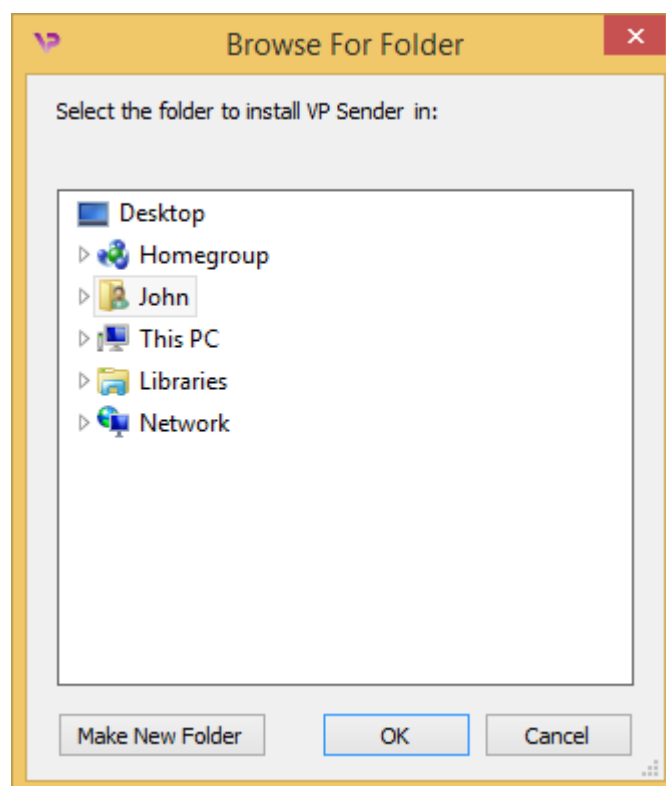 VP
Browse For Folder
Select the folder to install VP Sender in:
Desktop
Homegroup
John
This PC
Libraries
Network
Make New Folder
OK
Cancel